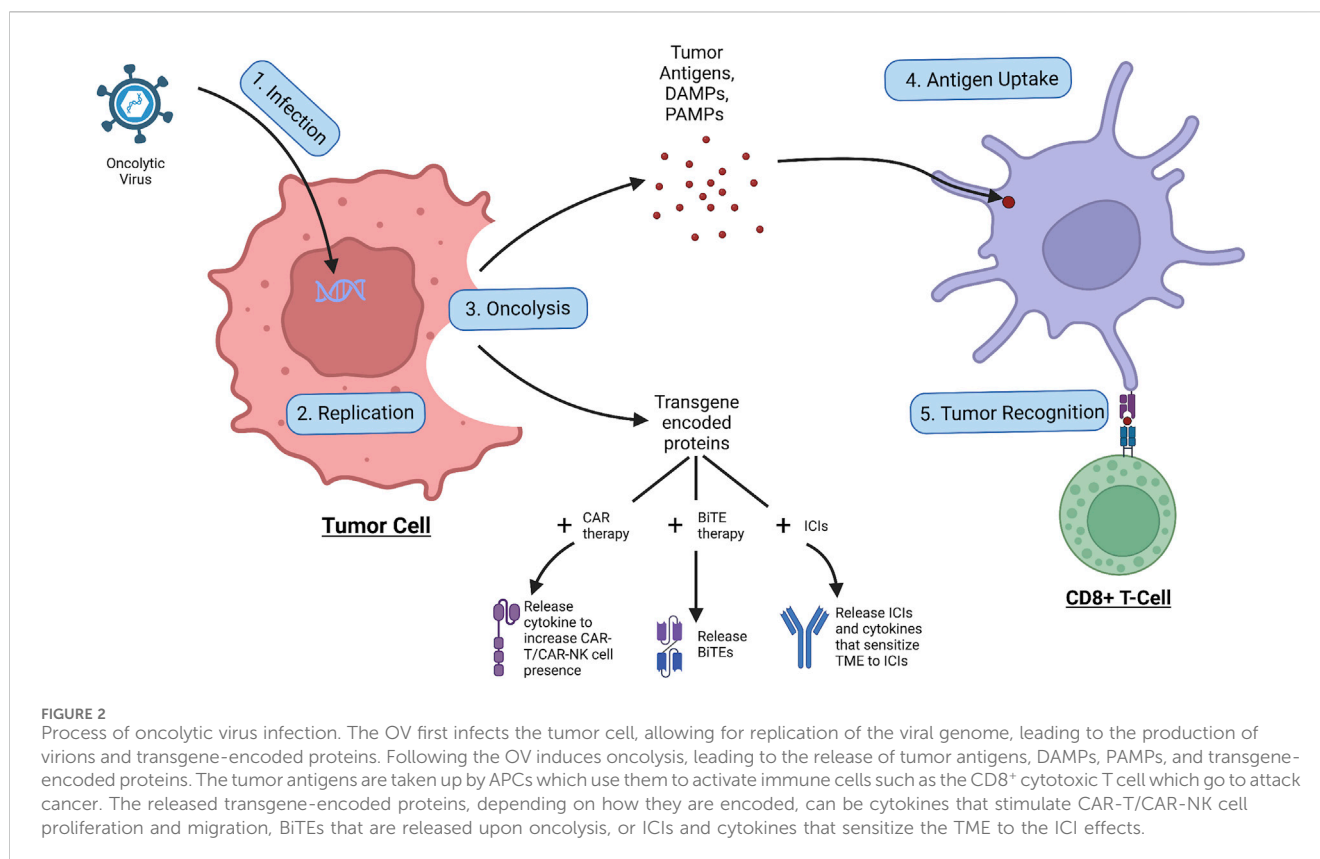 1. Infection
Oncolytic
Virus
Tumor
Antigens,
DAMPs,
PAMPs
4. Antigen Uptake
3. Oncolysis
2. Replication
Tumor Cell
Transgene
encoded
proteins
5. Tumor Recognition
CD8+ T-Cell
+ CAR
therapy
+ BiTE
therapy
+ ICIs
Release
cytokine to
increase CAR-
T/CAR-NK cell
presence
Release
BiTEs
Release ICIs
and cytokines
that sensitize
TME to ICIs
FIGURE 2
Process of oncolytic virus infection. The OV first infects the tumor cell, allowing for replication of the viral genome, leading to the production of
virions and transgene-encoded proteins. Following the OV induces oncolysis, leading to the release of tumor antigens, DAMPs, PAMPs, and transgene-
encoded proteins. The tumor antigens are taken up by APCs which use them to activate immune cells such as the CD8⁺ cytotoxic T cell which go to attack
cancer. The released transgene-encoded proteins, depending on how they are encoded, can be cytokines that stimulate CAR-T/CAR-NK cell
proliferation and migration, BiTEs that are released upon oncolysis, or ICIs and cytokines that sensitize the TME to the ICI effects.